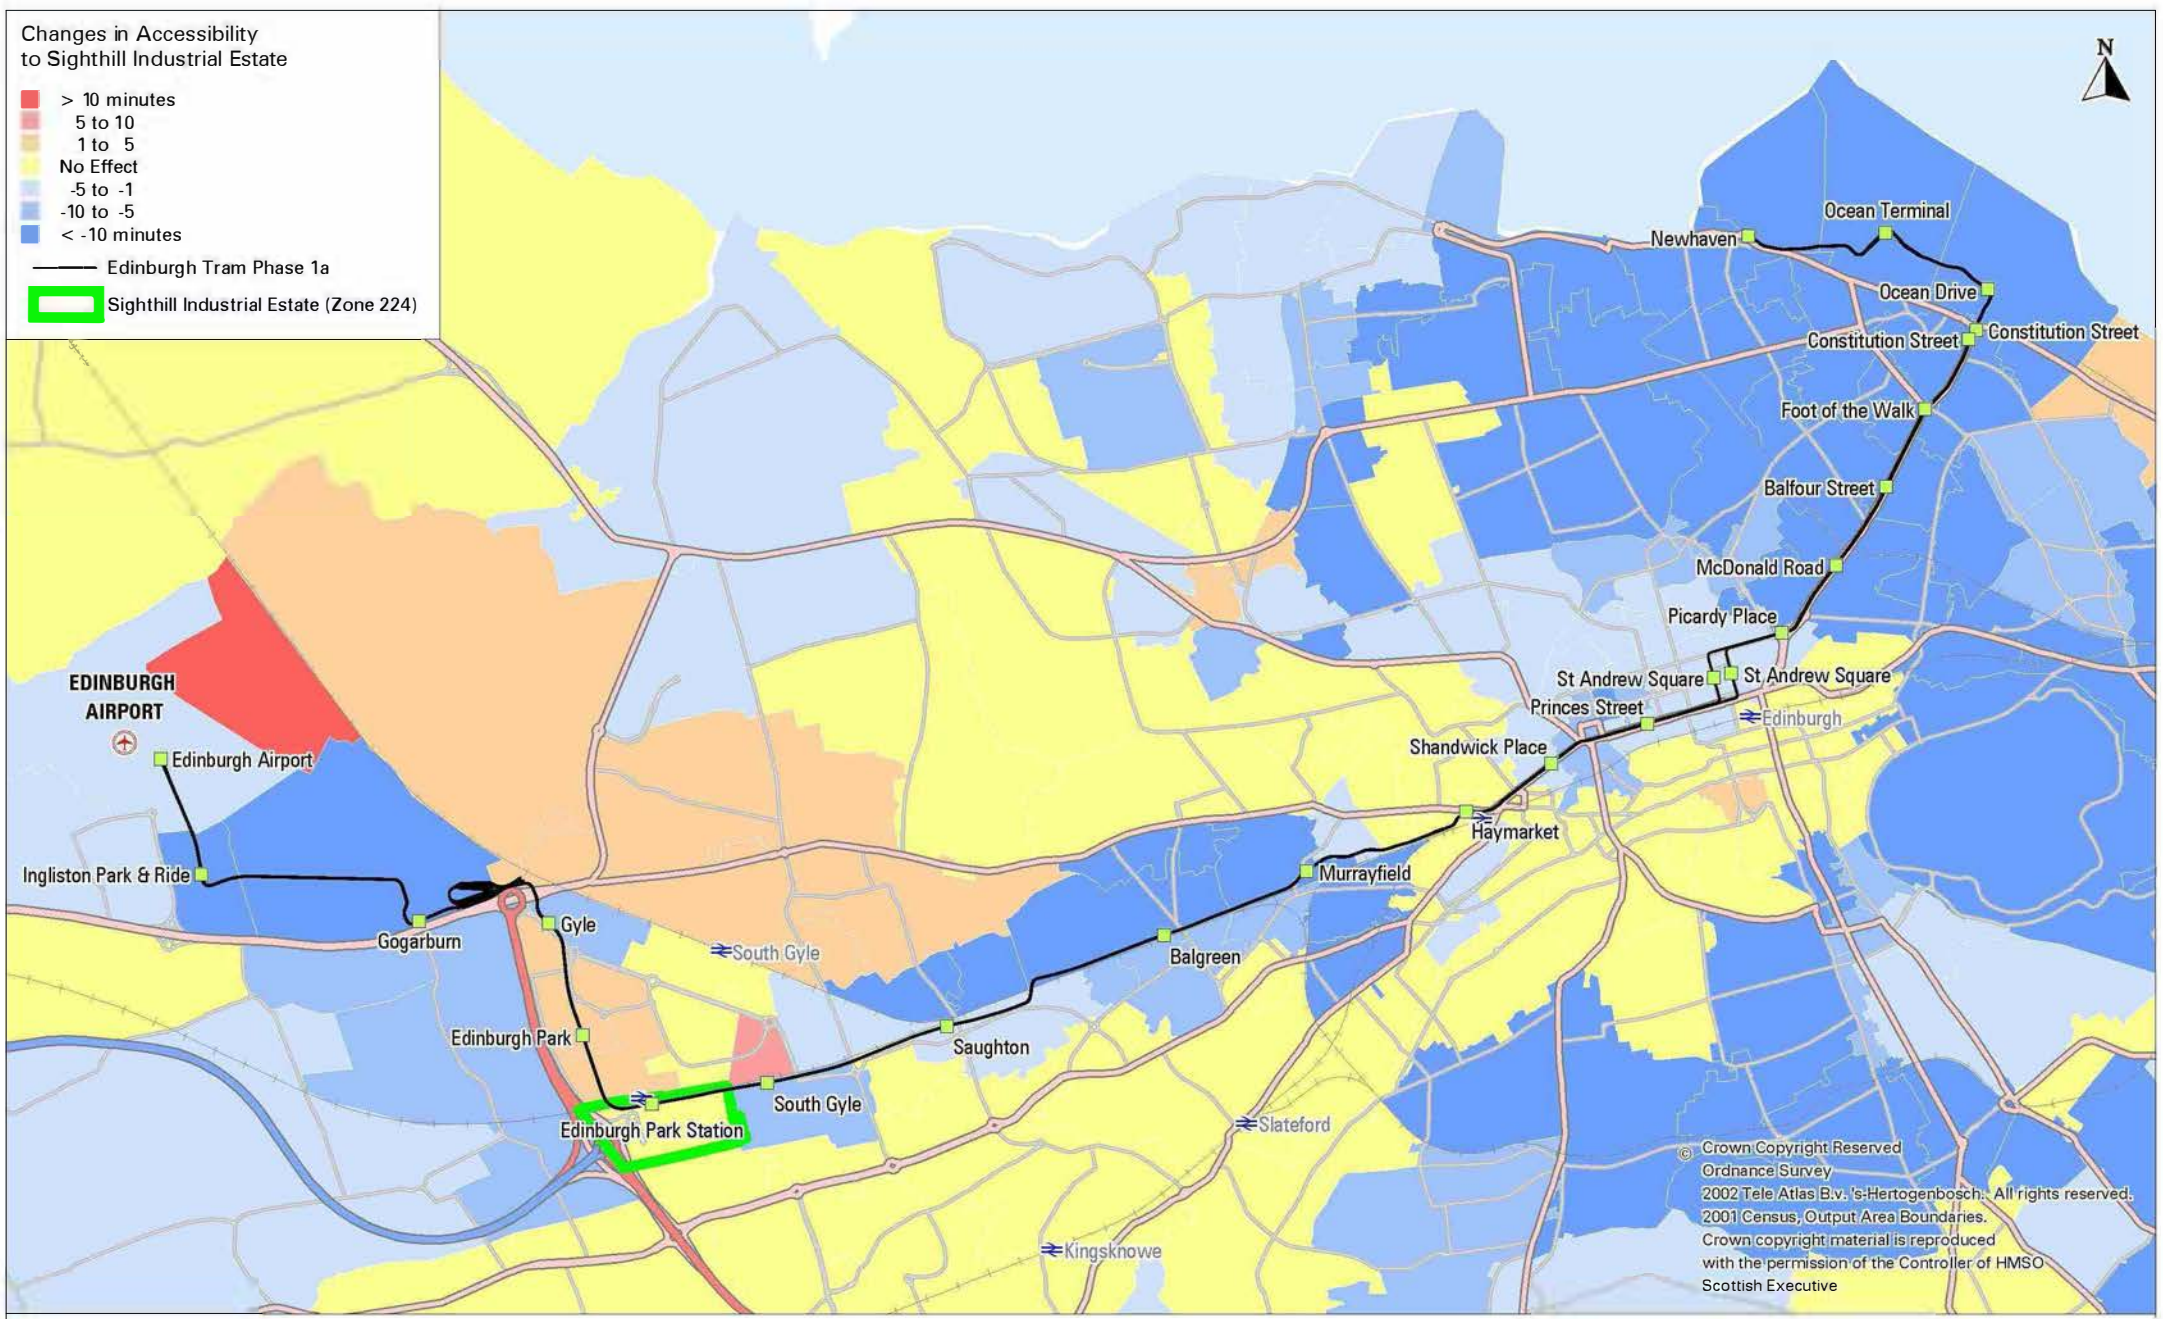 Changes in Accessibility
to Sighthill Industrial Estate
> 10 minutes
5 to 10
1 to 5
No Effect
-5 to -1
-10 to -5
< -10 minutes
Edinburgh Tram Phase 1a
Sighthill Industrial Estate (Zone 224)
N
Ocean Terminal
Newhaven
Ocean Drive
Constitution Street
Constitution Street
Foot of the Walk
Balfour Street
McDonald Road
Picardy Place
St Andrew Square
St Andrew Square
Princes Street
Edinburgh
Shandwick Place
Haymarket
Murrayfield
Balgreen
Saughton
South Gyle
South Gyle
EDINBURGH
AIRPORT
Edinburgh Airport
Ingliston Park & Ride
Gogarburn
Gyle
Edinburgh Park
Edinburgh Park Station
Slateford
Kingsknowe
© Crown Copyright Reserved
Ordnance Survey
2002 Tele Atlas B.v. 's-Hertogenbosch. All rights reserved.
2001 Census, Output Area Boundaries.
Crown copyright material is reproduced
with the permission of the Controller of HMSO
Scottish Executive